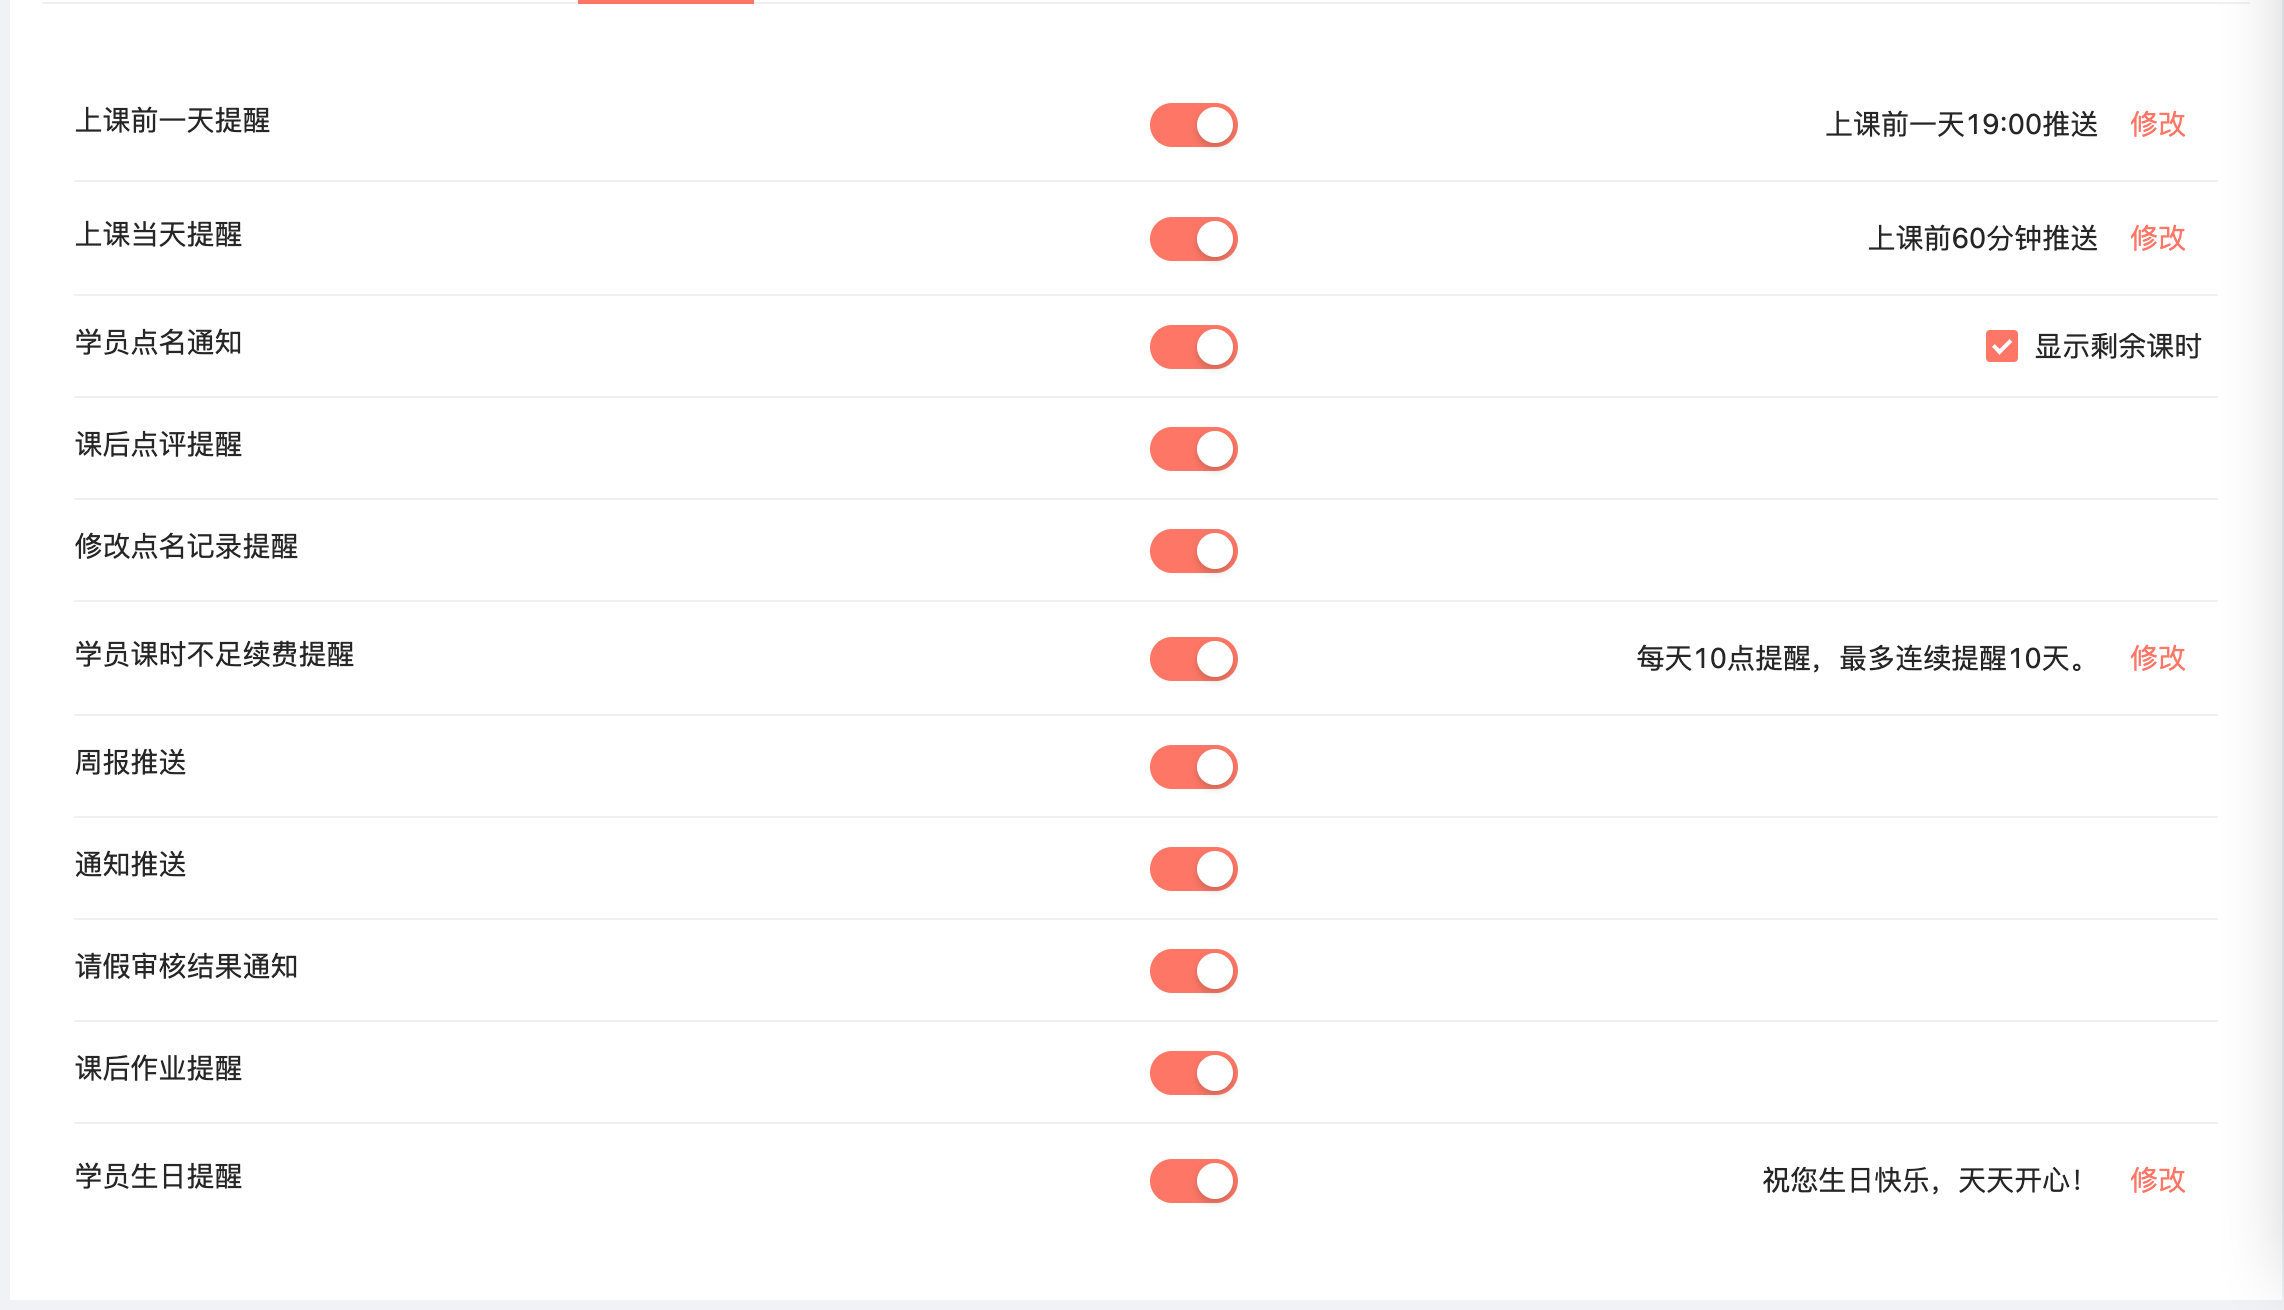 上课前一天提醒 上课前一天19:00推送 修改
上课当天提醒 上课前60分钟推送 修改
学员点名通知 显示剩余课时
课后点评提醒
修改点名记录提醒
学员课时不足续费提醒 每天10点提醒，最多连续提醒10天。 修改
周报推送
通知推送
请假审核结果通知
课后作业提醒
学员生日提醒 祝您生日快乐，天天开心！ 修改